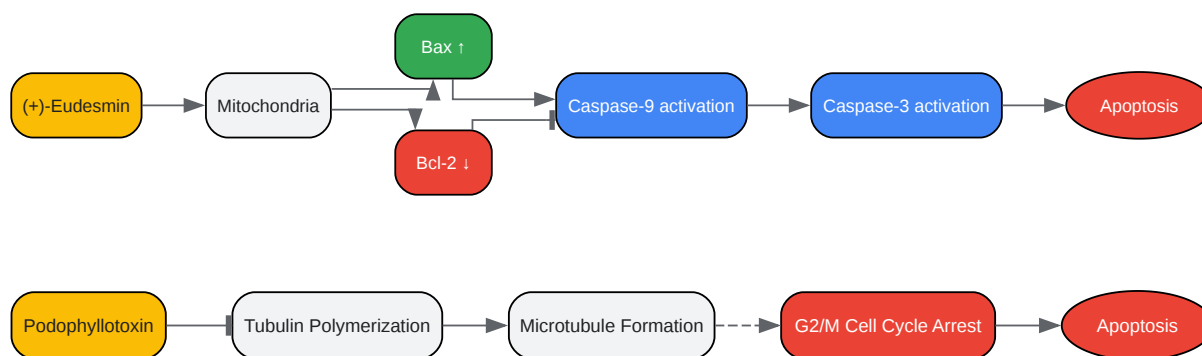 (+)-Eudesmin
Mitochondria
Bax ↑
Bcl-2 ↓
Caspase-9 activation
Caspase-3 activation
Apoptosis
Podophyllotoxin
Tubulin Polymerization
Microtubule Formation
G2/M Cell Cycle Arrest
Apoptosis